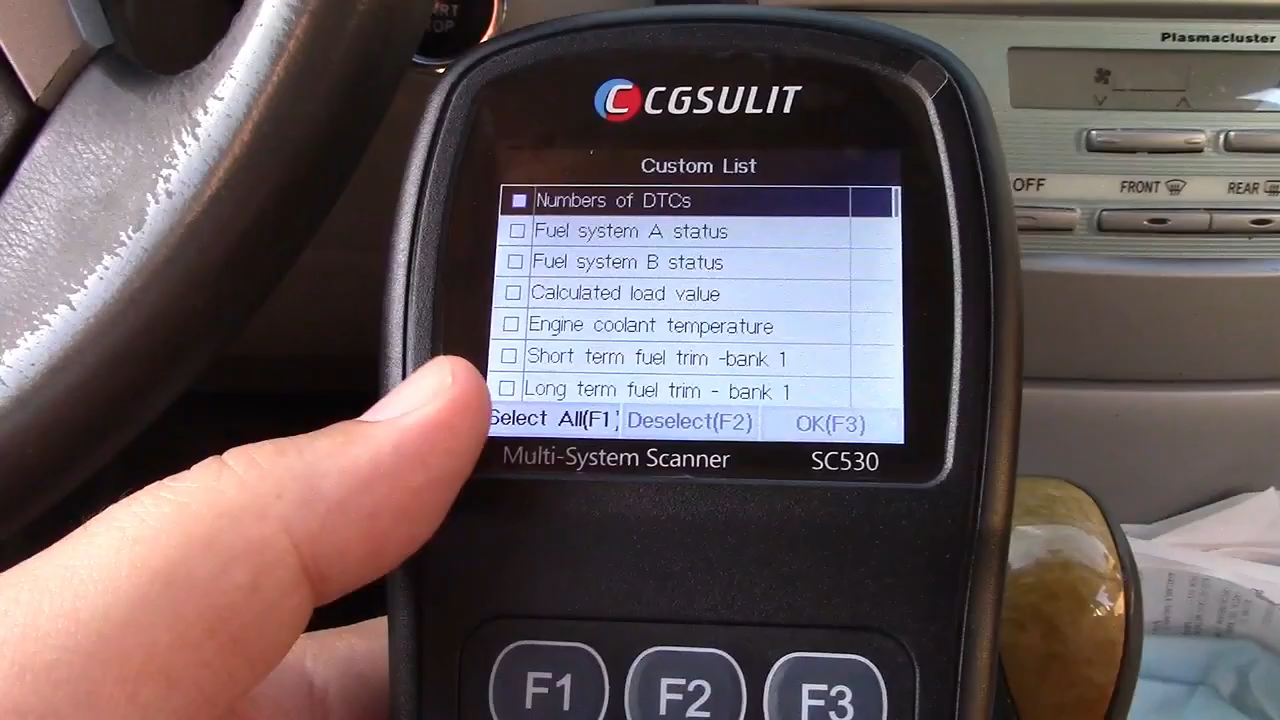 RT
OP
Plasmacluster
CGSULIT
Custom List
Numbers of DTCs
Fuel system A status
Fuel system B status
Calculated load value
Engine coolant temperature
Short term fuel trim -bank 1
Long term fuel trim - bank 1
Select All(F1) Deselect(F2) OK(F3)
Multi-System Scanner SC530
OFF FRONT REAR
F1 F2 F3